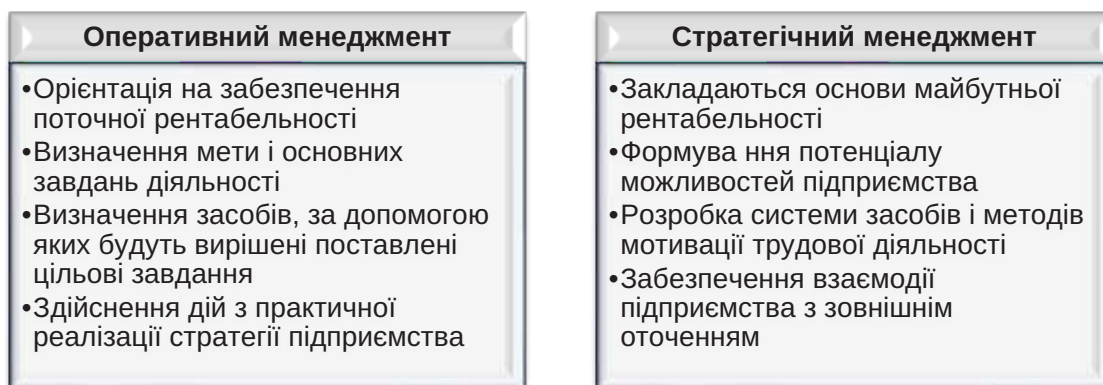 Оперативний менеджмент
•Орієнтація на забезпечення
поточної рентабельності
•Визначення мети і основних
завдань діяльності
•Визначення засобів, за допомогою
яких будуть вирішені поставлені
цільові завдання
•Здійснення дій з практичної
реалізації стратегії підприємства
Стратегічний менеджмент
•Закладаються основи майбутньої
рентабельності
•Формува ння потенціалу
можливостей підприємства
•Розробка системи засобів і методів
мотивації трудової діяльності
•Забезпечення взаємодії
підприємства з зовнішнім
оточенням